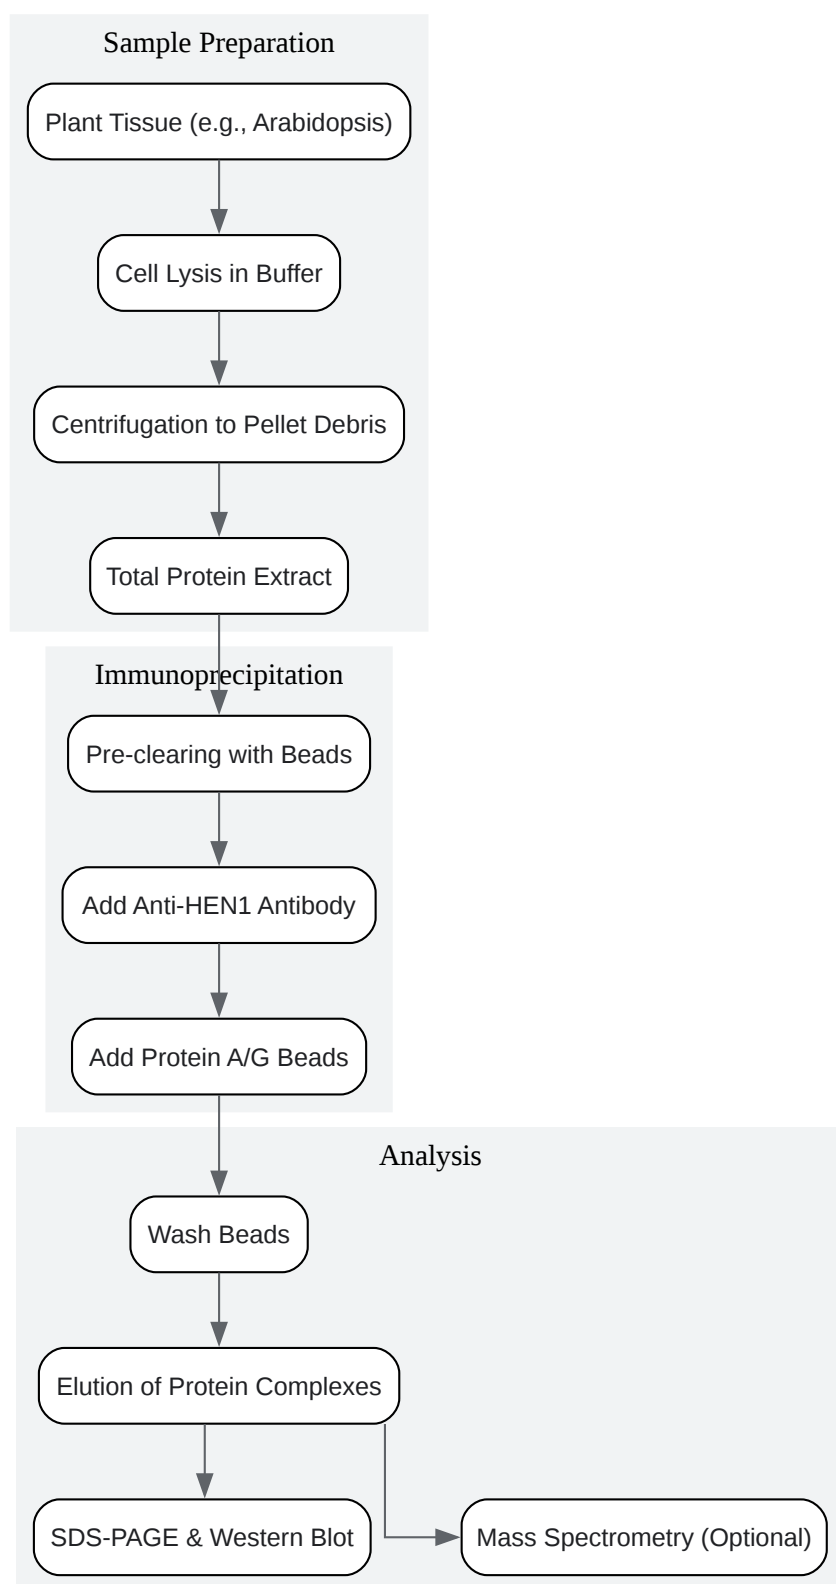 Sample Preparation
Plant Tissue (e.g., Arabidopsis)
Cell Lysis in Buffer
Centrifugation to Pellet Debris
Total Protein Extract
Immunoprecipitation
Pre-clearing with Beads
Add Anti-HEN1 Antibody
Add Protein A/G Beads
Analysis
Wash Beads
Elution of Protein Complexes
SDS-PAGE & Western Blot
Mass Spectrometry (Optional)